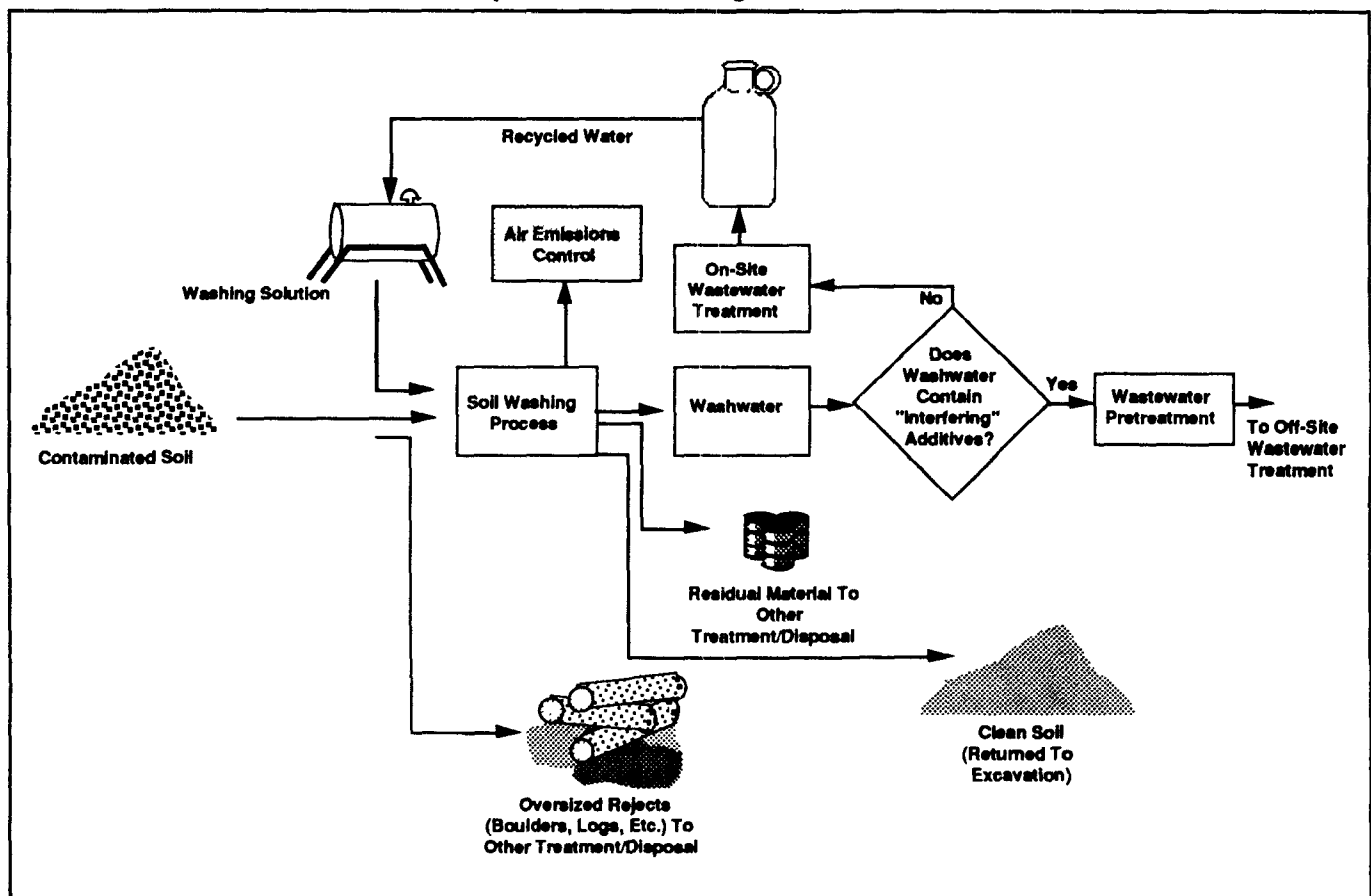 Recycled Water
Air Emissions
Control
On-Site
Wastewater
Treatment
No
Washing Solution
Does
Washwater
Contain
"Interfering"
Additives?
Yes
Soil Washing
Process
Washwater
Wastewater
Pretreatment
To Off-Site
Wastewater
Treatment
Contaminated Soil
Residual Material To
Other
Treatment/Disposal
Clean Soil
(Returned To
Excavation)
Oversized Rejects
(Boulders, Logs, Etc.) To
Other Treatment/Disposal